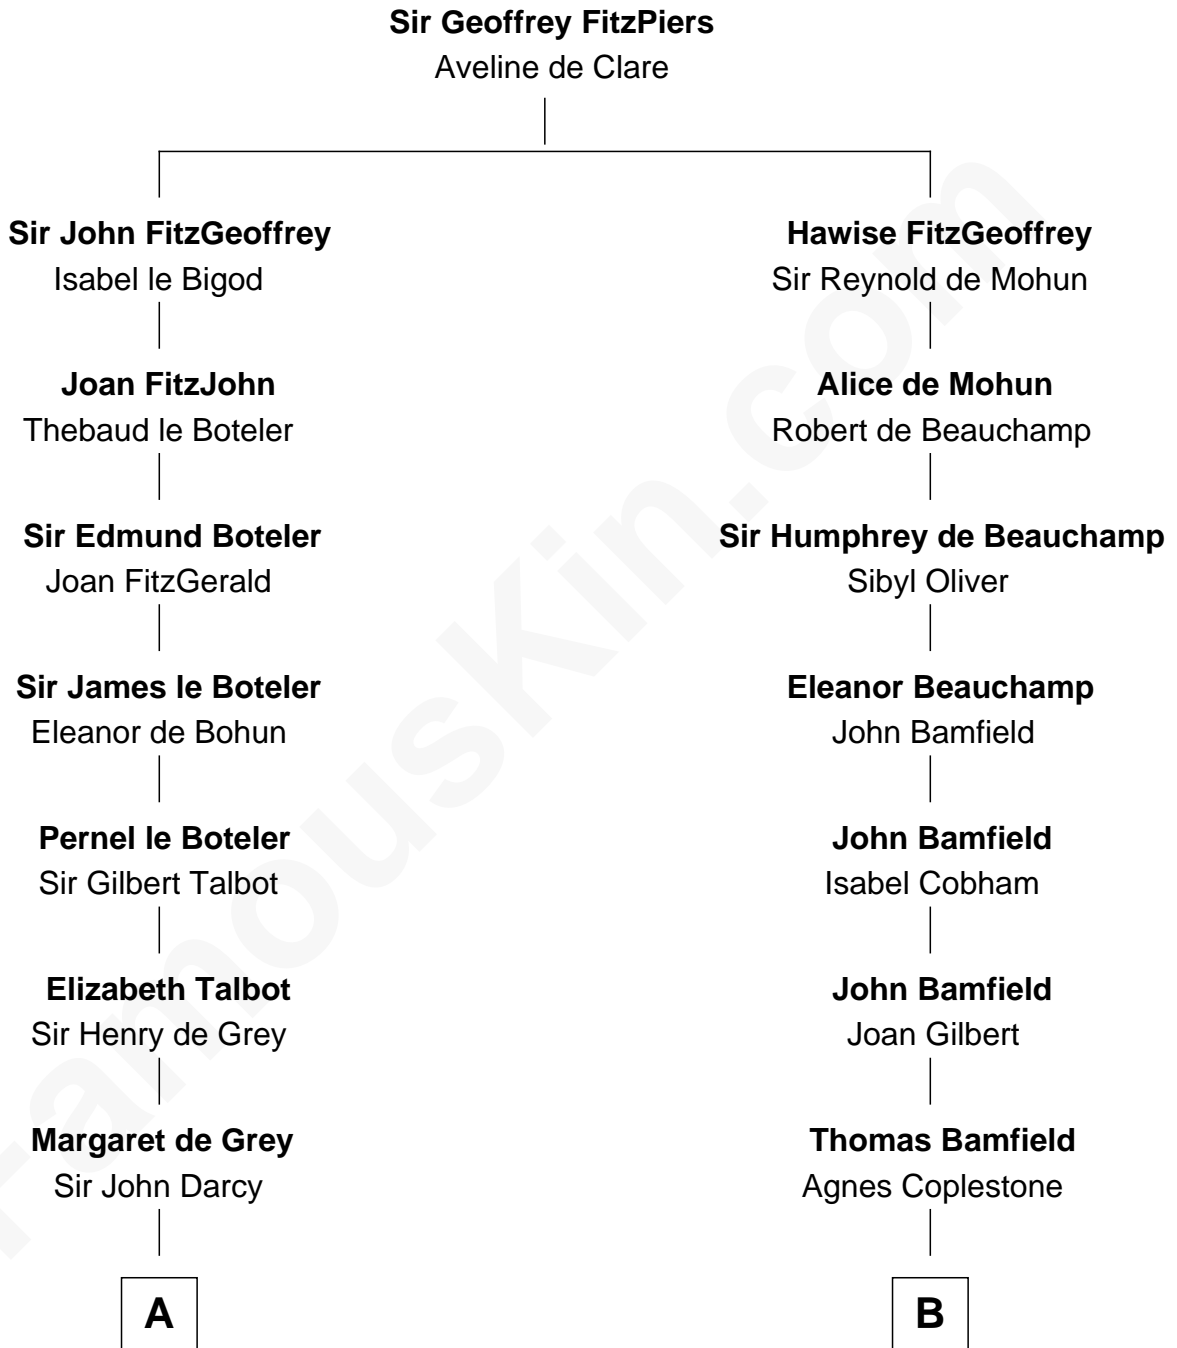 Sir Geoffrey FitzPiers
Aveline de Clare
Sir John FitzGeoffrey
Isabel le Bigod
Joan FitzJohn
Thebaud le Boteler
Sir Edmund Boteler
Joan FitzGerald
Sir James le Boteler
Eleanor de Bohun
Pernel le Boteler
Sir Gilbert Talbot
Elizabeth Talbot
Sir Henry de Grey
Margaret de Grey
Sir John Darcy
A
Hawise FitzGeoffrey
Sir Reynold de Mohun
Alice de Mohun
Robert de Beauchamp
Sir Humphrey de Beauchamp
Sibyl Oliver
Eleanor Beauchamp
John Bamfield
John Bamfield
Isabel Cobham
John Bamfield
Joan Gilbert
Thomas Bamfield
Agnes Coplestone
B
FamousKin.com